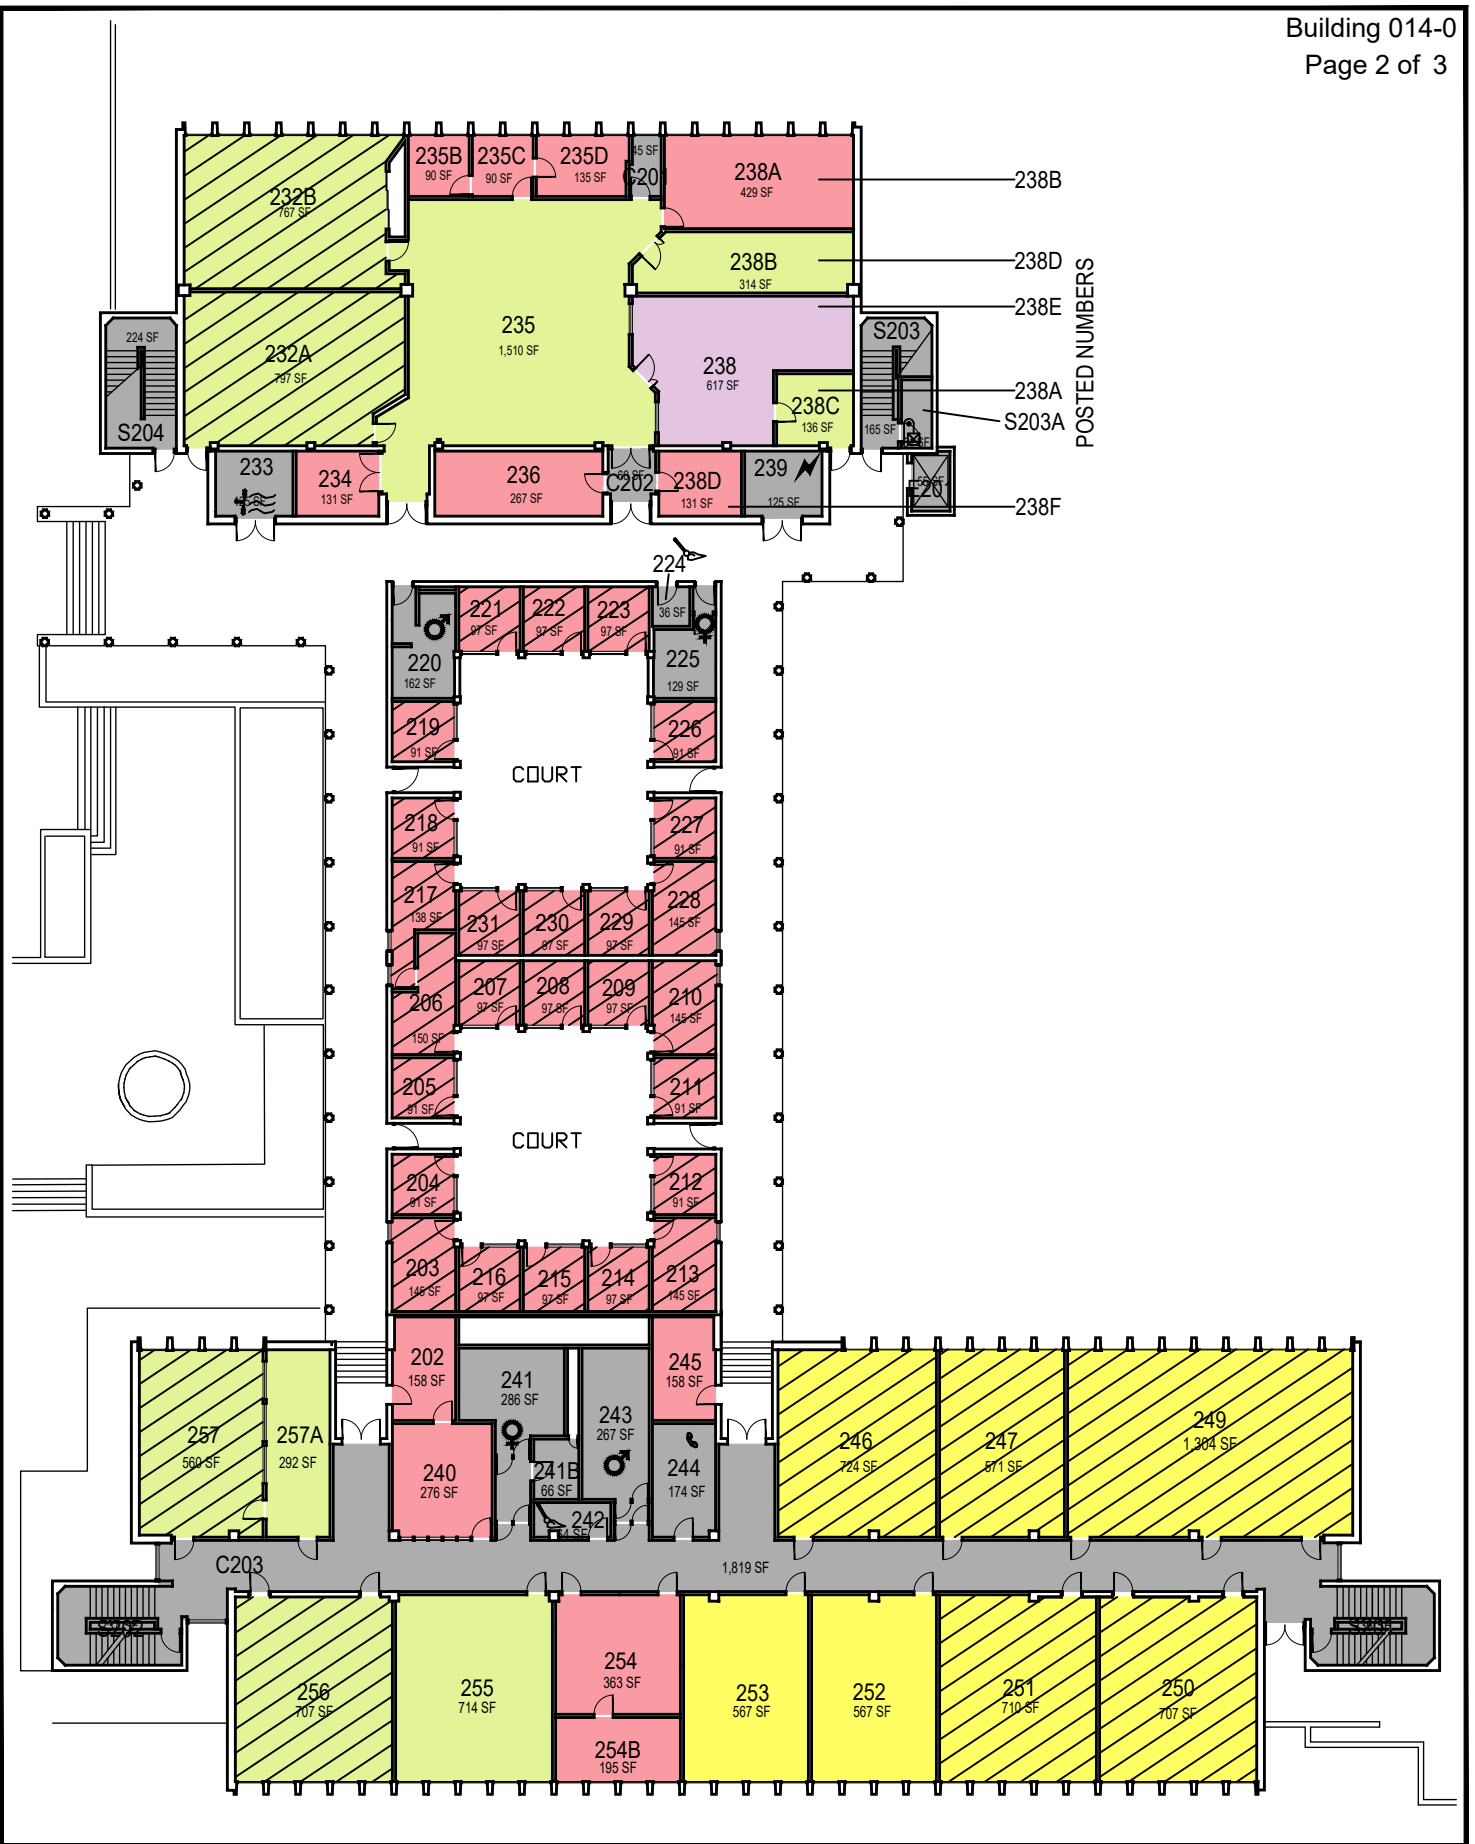 Building 014-0
Page 2 of 3
232B
767 SF
235B
90 SF
235C
90 SF
235D
135 SF
45 SF
238A
429 SF
238B
238B
314 SF
238D
232A
797 SF
235
1,510 SF
238
617 SF
238E
238C
136 SF
238A
S203A
POSTED NUMBERS
224 SF
S204
S203
165 SF
233
234
131 SF
236
267 SF
C202
238D
131 SF
239
125 SF
238F
224
36 SF
221
97 SF
222
97 SF
223
97 SF
220
162 SF
225
129 SF
219
91 SF
226
91 SF
COURT
218
91 SF
227
91 SF
217
138 SF
228
145 SF
231
97 SF
230
97 SF
229
97 SF
207
97 SF
208
97 SF
209
97 SF
206
150 SF
210
145 SF
205
91 SF
211
91 SF
COURT
204
91 SF
212
91 SF
203
145 SF
216
97 SF
215
97 SF
214
97 SF
213
145 SF
202
158 SF
241
286 SF
243
267 SF
245
158 SF
257
560 SF
257A
292 SF
240
276 SF
241B
66 SF
242
244
174 SF
246
724 SF
247
571 SF
249
1,304 SF
C203
1,819 SF
S202
256
707 SF
255
714 SF
254
363 SF
254B
195 SF
253
567 SF
252
567 SF
251
710 SF
250
707 SF